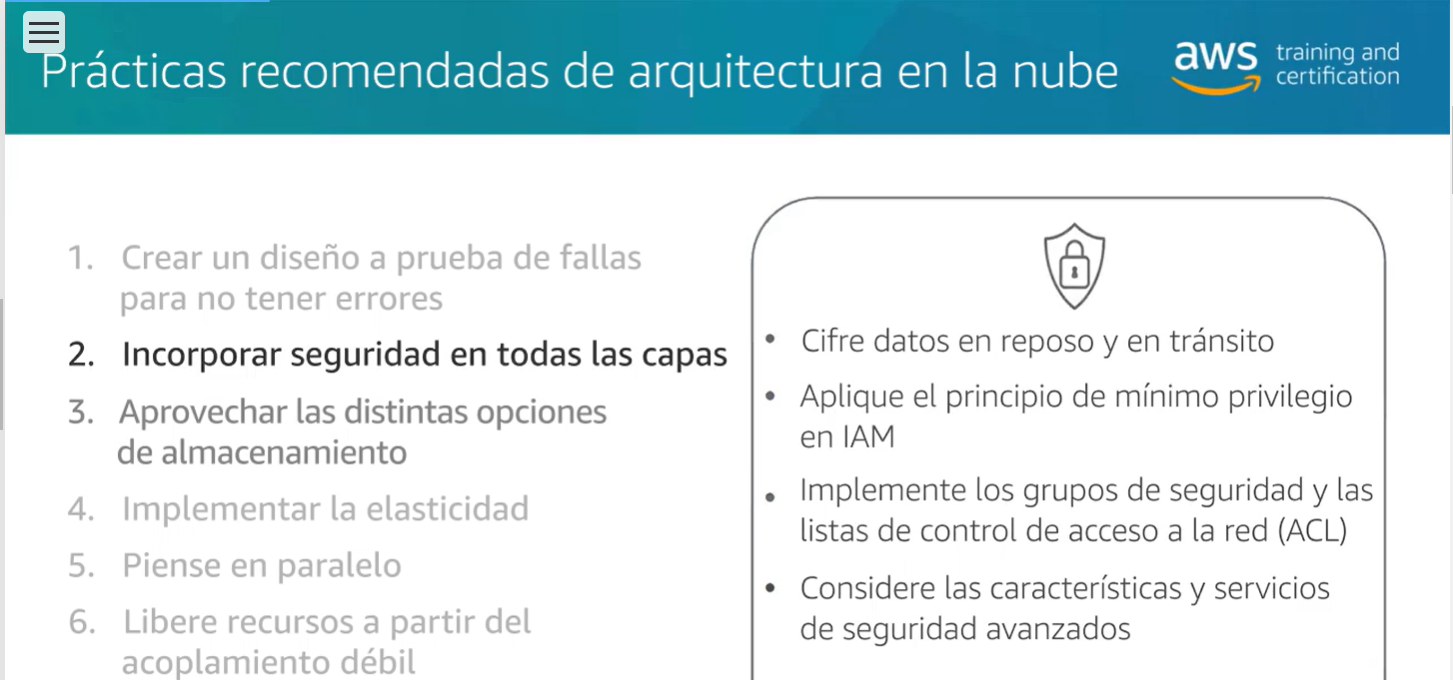 Prácticas recomendadas de arquitectura en la nube
aws training and
certification
1. Crear un diseño a prueba de fallas
para no tener errores
2. Incorporar seguridad en todas las capas
3. Aprovechar las distintas opciones
de almacenamiento
4. Implementar la elasticidad
5. Piense en paralelo
6. Libere recursos a partir del
acoplamiento débil
• Cifre datos en reposo y en tránsito
• Aplique el principio de mínimo privilegio
en IAM
• Implemente los grupos de seguridad y las
listas de control de acceso a la red (ACL)
• Considere las características y servicios
de seguridad avanzados